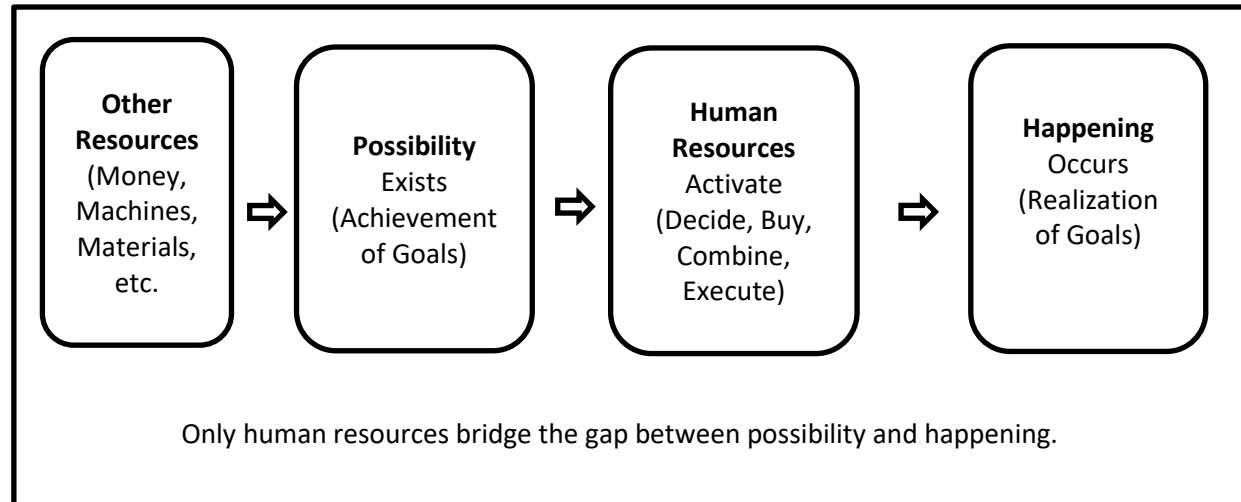 Other
Resources
(Money,
Machines,
Materials,
etc.
Possibility
Exists
(Achievement
of Goals)
Human
Resources
Activate
(Decide, Buy,
Combine,
Execute)
Happening
Occurs
(Realization
of Goals)
Only human resources bridge the gap between possibility and happening.